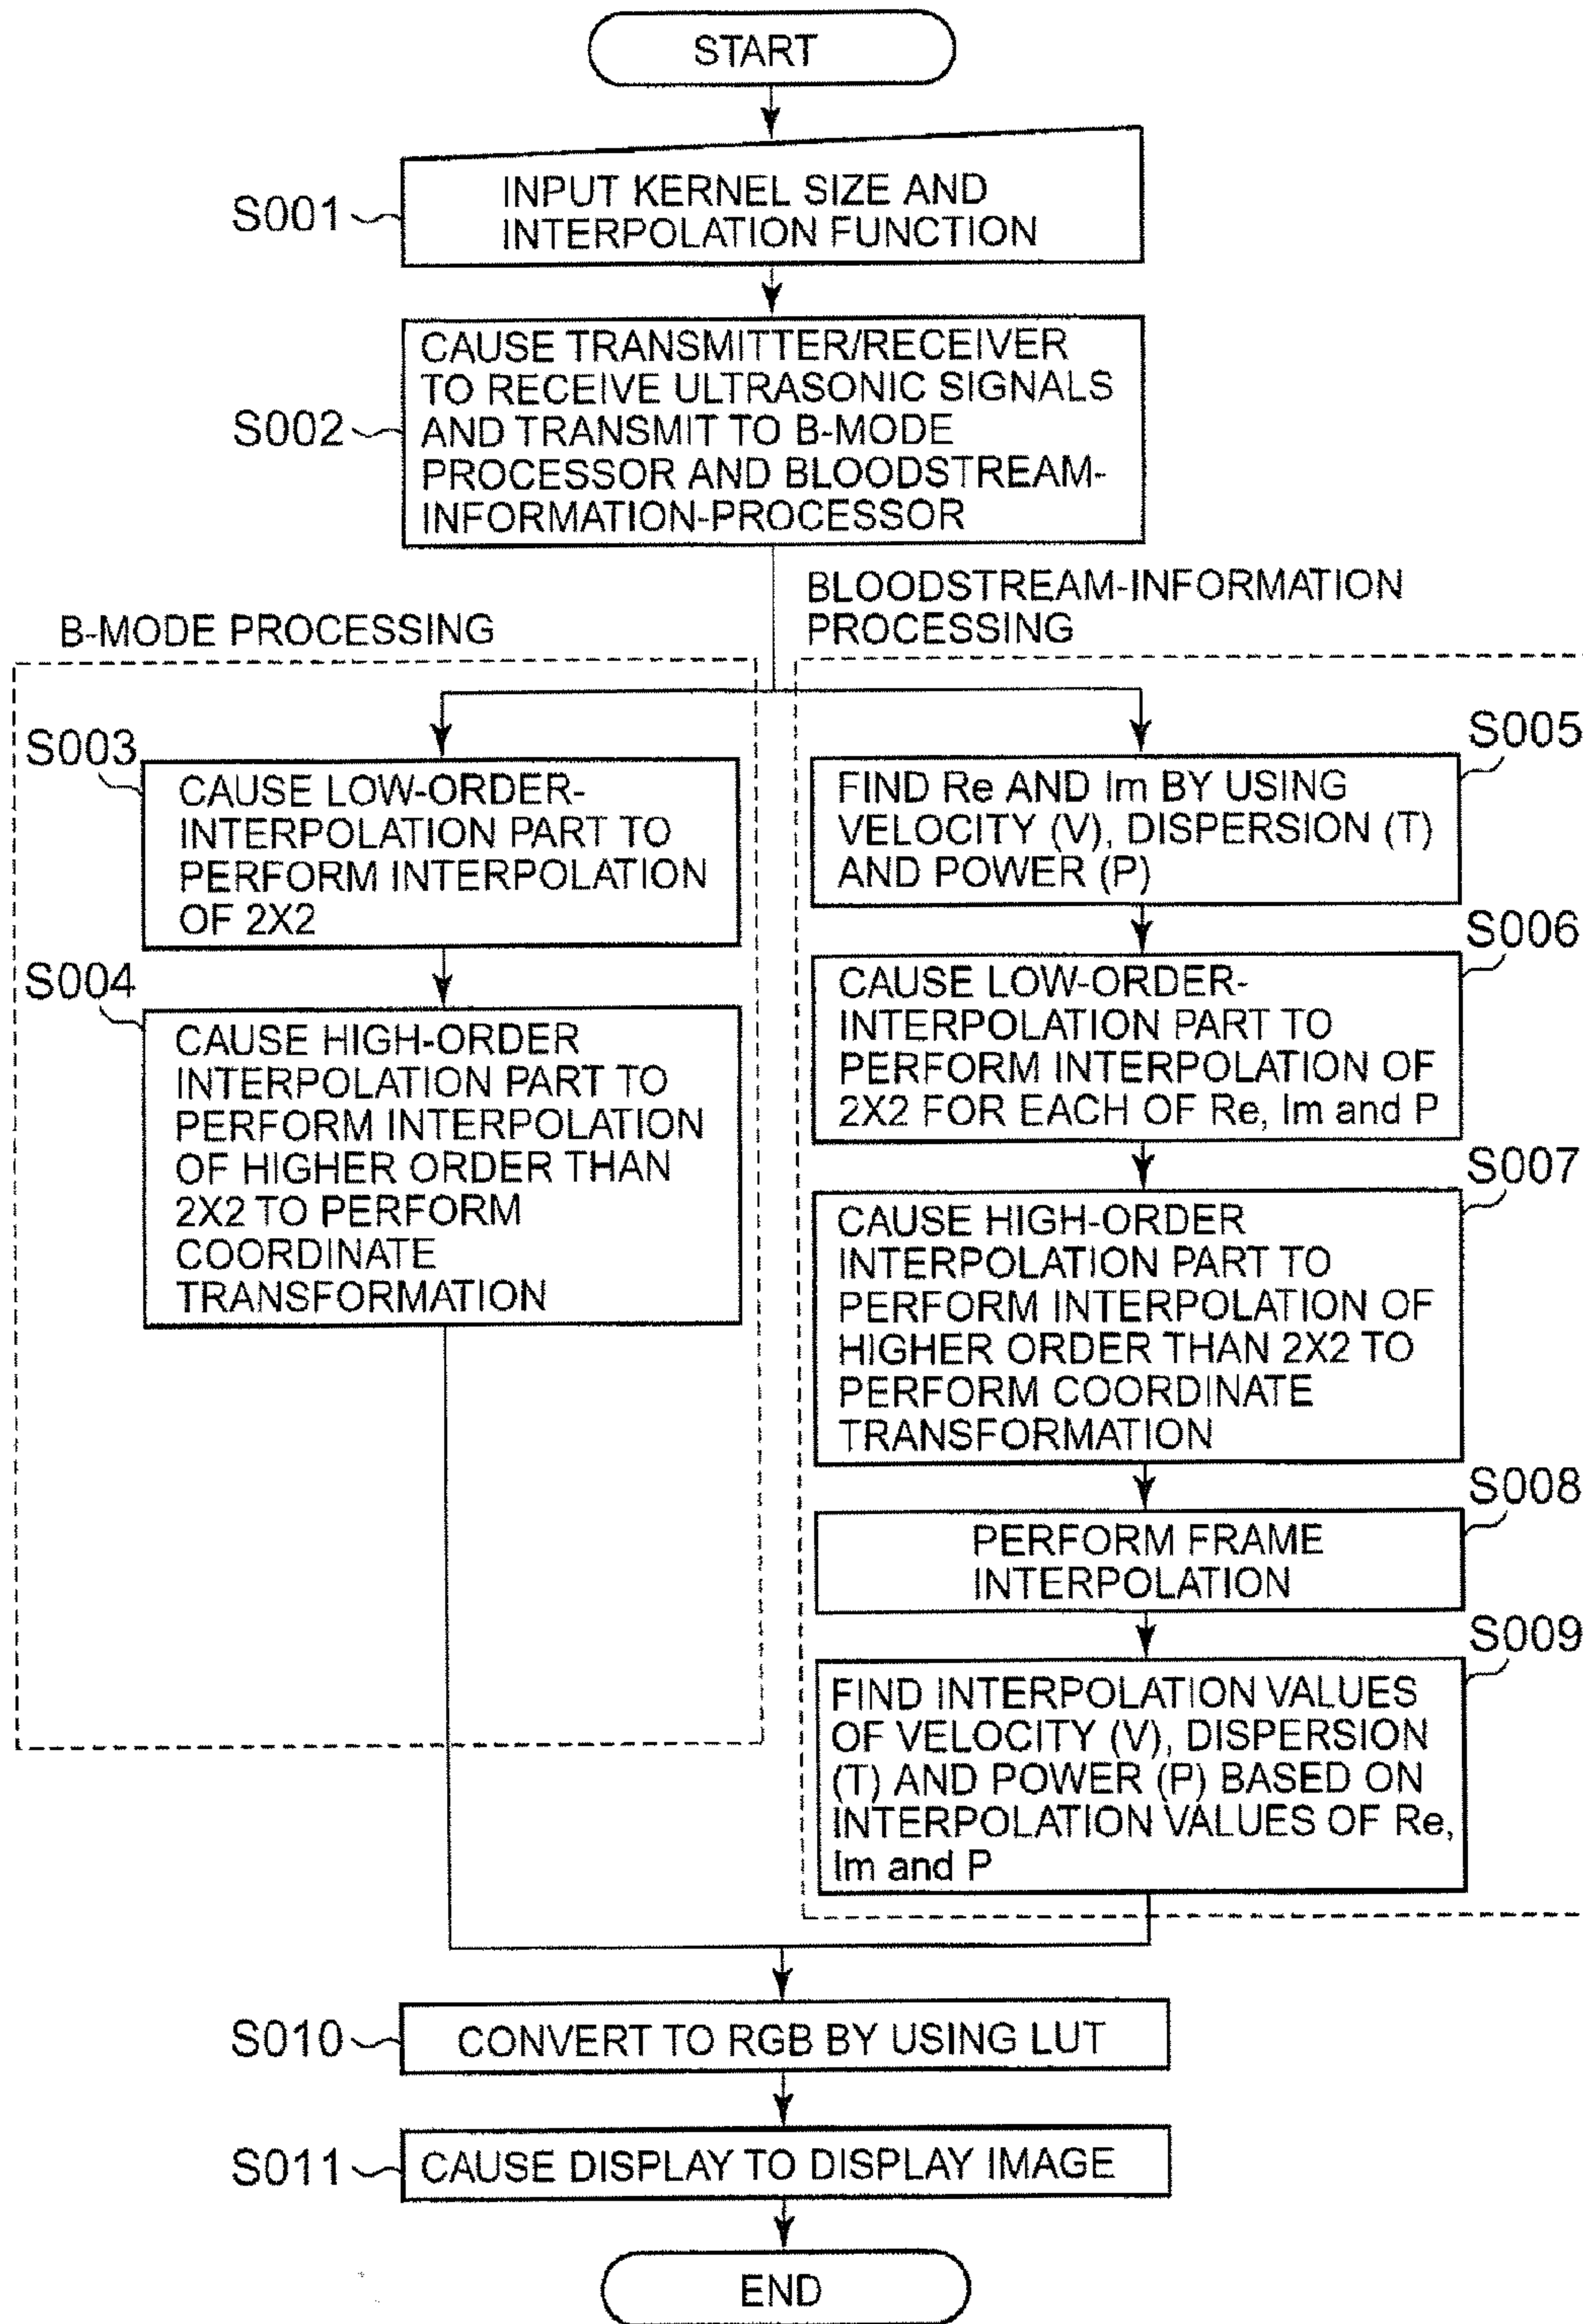 START
S001
INPUT KERNEL SIZE AND
INTERPOLATION FUNCTION
S002
CAUSE TRANSMITTER/RECEIVER
TO RECEIVE ULTRASONIC SIGNALS
AND TRANSMIT TO B-MODE
PROCESSOR AND BLOODSTREAM-
INFORMATION-PROCESSOR
B-MODE PROCESSING
S003
CAUSE LOW-ORDER-
INTERPOLATION PART TO
PERFORM INTERPOLATION
OF 2X2
S004
CAUSE HIGH-ORDER
INTERPOLATION PART TO
PERFORM INTERPOLATION
OF HIGHER ORDER THAN
2X2 TO PERFORM
COORDINATE
TRANSFORMATION
BLOODSTREAM-INFORMATION
PROCESSING
S005
FIND Re AND Im BY USING
VELOCITY (V), DISPERSION (T)
AND POWER (P)
S006
CAUSE LOW-ORDER-
INTERPOLATION PART TO
PERFORM INTERPOLATION OF
2X2 FOR EACH OF Re, Im and P
S007
CAUSE HIGH-ORDER
INTERPOLATION PART TO
PERFORM INTERPOLATION OF
HIGHER ORDER THAN 2X2 TO
PERFORM COORDINATE
TRANSFORMATION
S008
PERFORM FRAME
INTERPOLATION
S009
FIND INTERPOLATION VALUES
OF VELOCITY (V), DISPERSION
(T) AND POWER (P) BASED ON
INTERPOLATION VALUES OF Re,
Im and P
S010
CONVERT TO RGB BY USING LUT
S011
CAUSE DISPLAY TO DISPLAY IMAGE
END